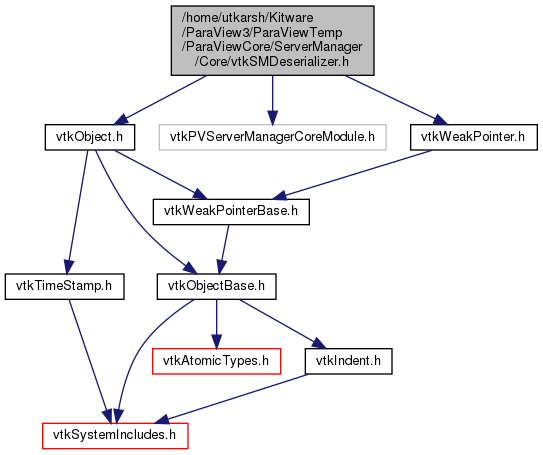 /home/utkarsh/Kitware
/ParaView3/ParaViewTemp
/ParaViewCore/ServerManager
/Core/vtkSMDeserializer.h
vtkObject.h
vtkPVServerManagerCoreModule.h
vtkWeakPointer.h
vtkWeakPointerBase.h
vtkTimeStamp.h
vtkObjectBase.h
vtkAtomicTypes.h
vtkIndent.h
vtkSystemIncludes.h